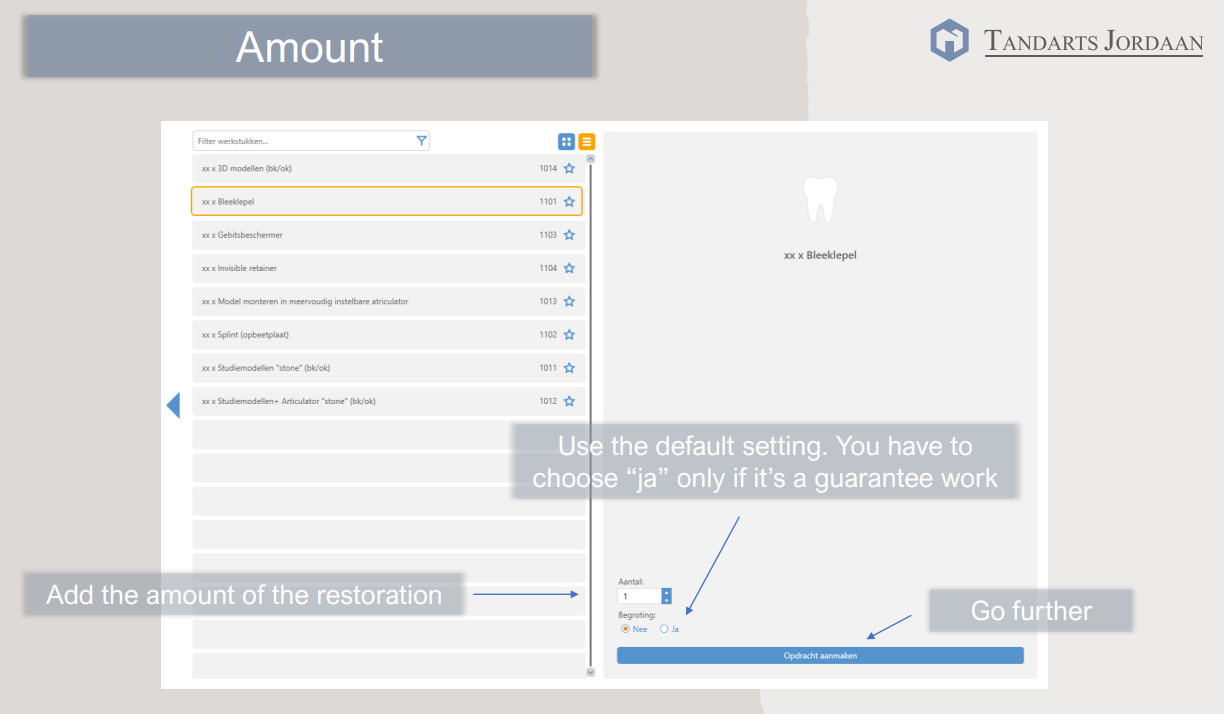 Amount
TANDARTS JORDAAN
Filter werkstukken...
xx x 3D modellen (bk/ok) 1014
xx x Bleeklepel 1101
xx x Gebitsbeschermer 1103
xx x Invisible retainer 1104
xx x Model monteren in meervoudig instelbare atriculator 1013
xx x Splint (opbeetplaat) 1102
xx x Studiemodellen "stone" (bk/ok) 1011
xx x Studiemodellen+ Articulator "stone" (bk/ok) 1012
xx x Bleeklepel
Use the default setting. You have to
choose “ja” only if it’s a guarantee work
Add the amount of the restoration
Aantal:
1
Begroting:
Nee Ja
Go further
Opdracht aanmaken